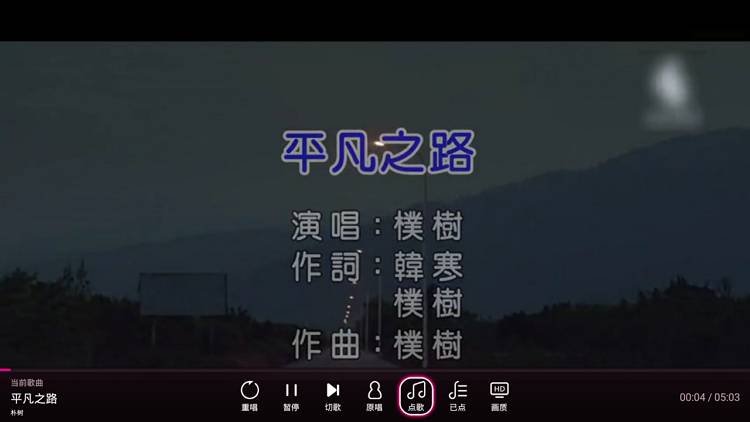 平凡之路
演唱：樸樹
作詞：韓寒
樸樹
作曲：樸樹
当前歌曲
平凡之路
朴树
重唱
暂停
切歌
原唱
点歌
已点
HD
画质
00:04 / 05:03